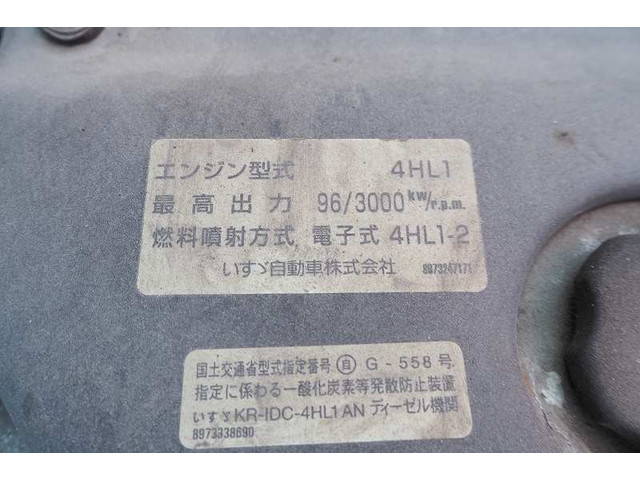 エンジン型式 4HL1
最高出力 96/3000 kW/r.p.m.
燃料噴射方式 電子式 4HL1-2
いすゞ自動車株式会社 8973247171
国土交通省型式指定番号 自 G-558号
指定に係わる一酸化炭素等発散防止装置
いすゞKR-IDC-4HL1AN ディーゼル機関
8973338690